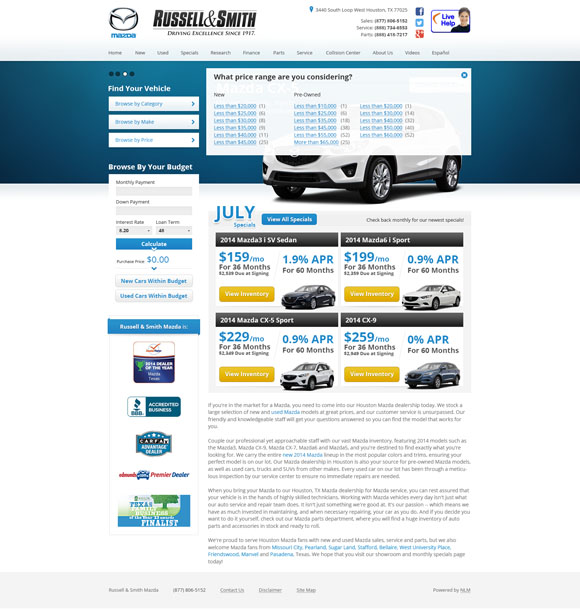 mazda
RUSSELL&SMITH
DRIVING EXCELLENCE SINCE 1917.
3440 South Loop West Houston, TX 77025
Sales: (877) 806-5152
Service: (888) 734-8553
Parts: (888) 416-7217
Live Help
Home New Used Specials Research Finance Parts Service Collision Center About Us Videos Español
Find Your Vehicle
Browse by Category
Browse by Make
Browse by Price
What price range are you considering?
New Pre-Owned
Less than $20,000 (1) Less than $10,000 (1) Less than $20,000 (1)
Less than $25,000 (6) Less than $25,000 (5) Less than $30,000 (14)
Less than $30,000 (8) Less than $35,000 (18) Less than $40,000 (32)
Less than $35,000 (9) Less than $45,000 (38) Less than $50,000 (40)
Less than $40,000 (11) Less than $55,000 (52) Less than $60,000 (52)
Less than $45,000 (25) More than $65,000 (25)
Browse By Your Budget
Monthly Payment
Down Payment
Interest Rate Loan Term
6.20 48
Calculate
Purchase Price $0.00
New Cars Within Budget
Used Cars Within Budget
JULY
Specials
View All Specials
Check back monthly for our newest specials!
2014 Mazda3 i SV Sedan
$159/mo
For 36 Months
$2,539 Due at Signing
1.9% APR
For 60 Months
View Inventory
2014 Mazda6 i Sport
$199/mo
For 36 Months
$2,359 Due at Signing
0.9% APR
For 60 Months
View Inventory
2014 Mazda CX-5 Sport
$229/mo
For 36 Months
$2,349 Due at Signing
0.9% APR
For 60 Months
View Inventory
2014 CX-9
$259/mo
For 36 Months
$2,949 Due at Signing
0% APR
For 60 Months
View Inventory
Russell & Smith Mazda is:
2014 DEALER OF THE YEAR
Mazda
Texas
BBB
ACCREDITED BUSINESS
CARFAX
ADVANTAGE DEALER
edmunds Premier Dealer
TEXAS
FAMILY
BUSINESS
FINALIST
If you're in the market for a Mazda, you need to come into our Houston Mazda dealership today. We stock a
large selection of new and used Mazda models at great prices, and our customer service is unsurpassed. Our
friendly and knowledgeable staff will get your questions answered so you can find the model that works for
you.
Couple our professional yet approachable staff with our vast Mazda inventory, featuring 2014 models such as
the Mazda3, Mazda CX-9, Mazda CX-7, Mazda6 and Mazda5, and you're destined to find exactly what you're
looking for. We carry the entire new 2014 Mazda lineup in the most popular colors and trims, ensuring your
perfect model is on our lot. Our Mazda dealership in Houston is also your source for pre-owned Mazda models,
as well as used cars, trucks and SUVs from other makes. Every used car on our lot has been through a meticu-
lous inspection by our service center to ensure no immediate repairs are needed.
When you bring your Mazda to our Houston, TX Mazda dealership for Mazda service, you can rest assured that
your vehicle is in the hands of highly skilled technicians. Working with Mazda vehicles every day isn't just what
our auto service and repair team does. It isn't just something we're good at. It's our passion -- which means we
have as much invested in maintaining, and when necessary repairing, your car as you do. And if you decide you
want to do it yourself, check out our Mazda parts department, where you will find a huge inventory of auto
parts and accessories in stock and ready to roll.
We're proud to serve Houston Mazda fans with new and used Mazda sales, service and parts, but we also
welcome Mazda fans from Missouri City, Pearland, Sugar Land, Stafford, Bellaire, West University Place,
Friendswood, Manvel and Pasadena, Texas. We hope that you visit our showroom and monthly specials page
today!
Russell & Smith Mazda (877) 806-5152 Contact Us Disclaimer Site Map Powered by NLM